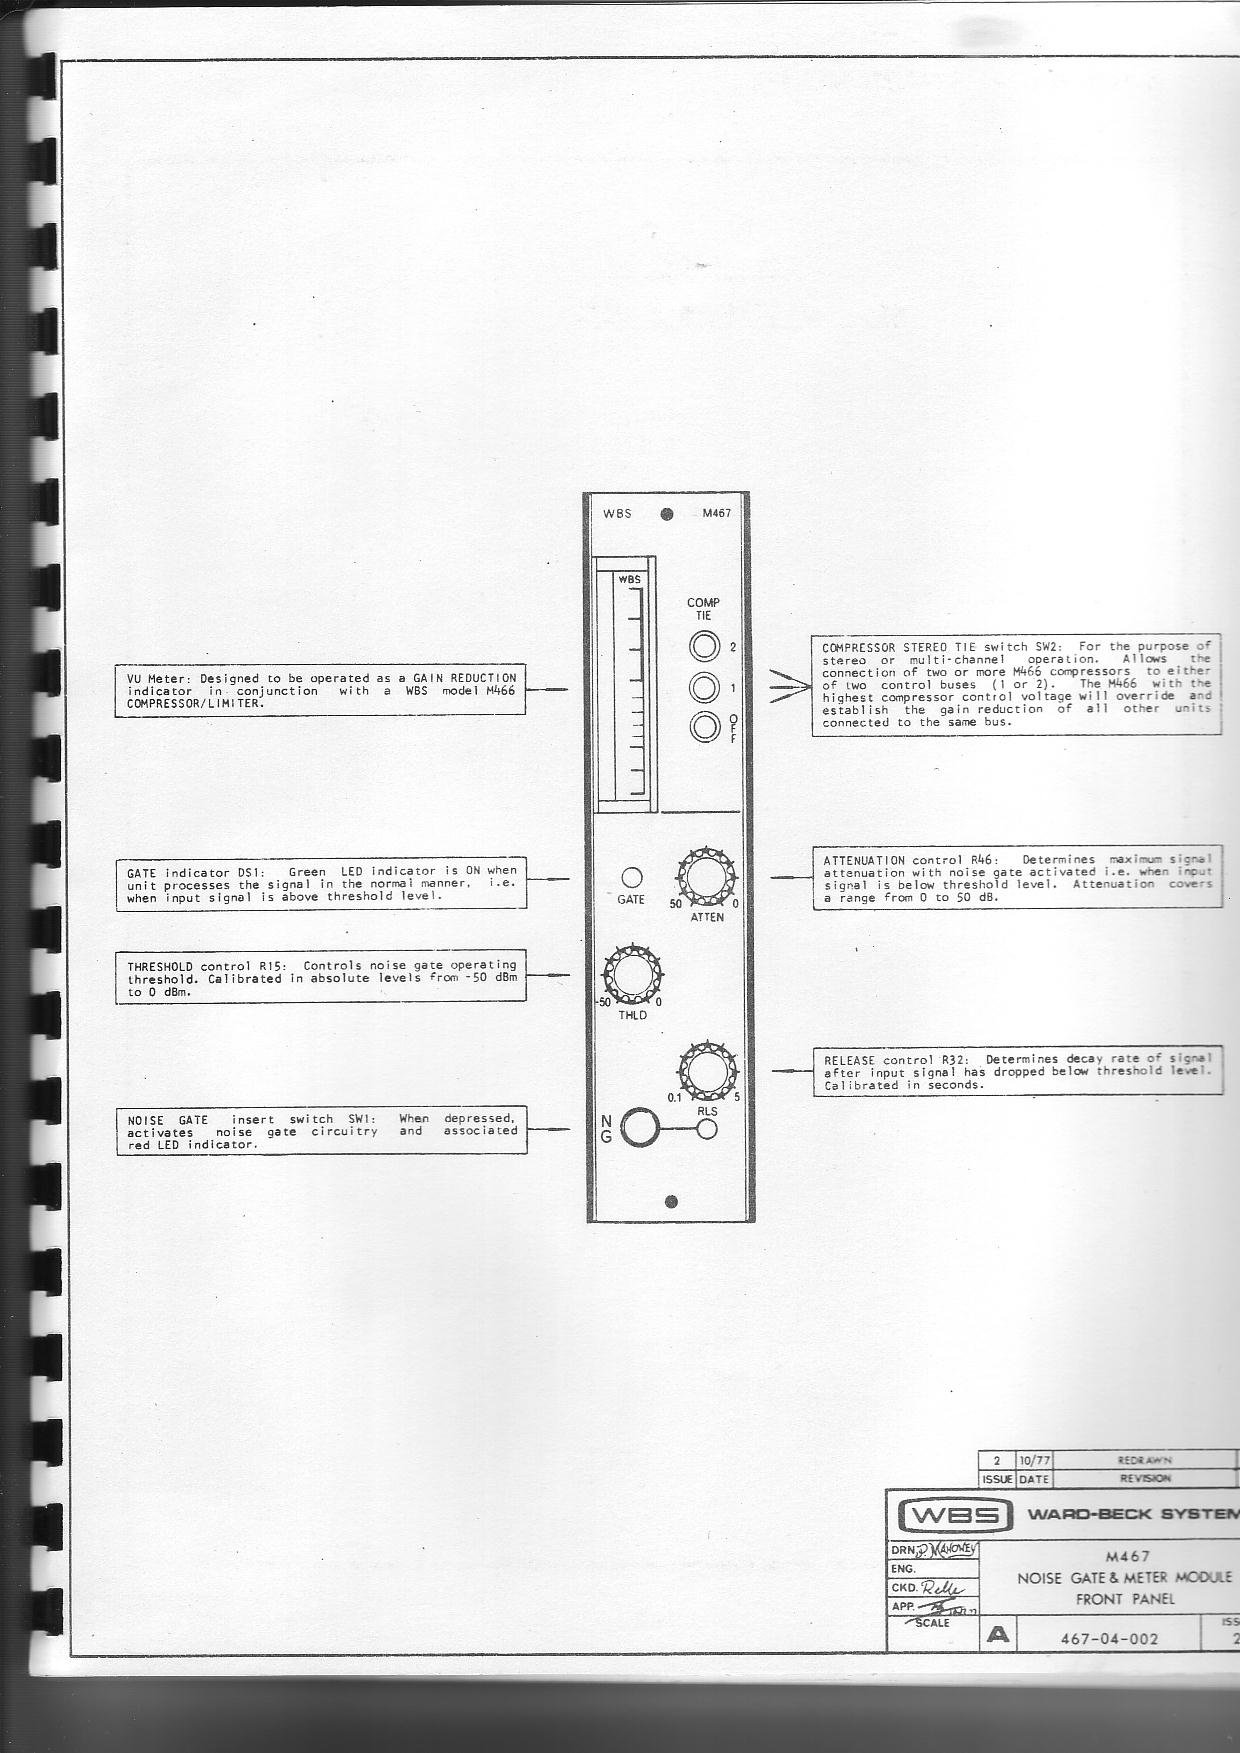 WBS M467
WBS
COMP
TIE
2
1
OFF
VU Meter: Designed to be operated as a GAIN REDUCTION
indicator in conjunction with a WBS model M466
COMPRESSOR/LIMITER.
COMPRESSOR STEREO TIE switch SW2: For the purpose of
stereo or multi-channel operation. Allows the
connection of two or more M466 compressors to either
of two control buses (1 or 2). The M466 with the
highest compressor control voltage will override and
establish the gain reduction of all other units
connected to the same bus.
GATE indicator DS1: Green LED indicator is ON when
unit processes the signal in the normal manner, i.e.
when input signal is above threshold level.
GATE
50 0
ATTEN
ATTENUATION control R46: Determines maximum signal
attenuation with noise gate activated i.e. when input
signal is below threshold level. Attenuation covers
a range from 0 to 50 dB.
THRESHOLD control R15: Controls noise gate operating
threshold. Calibrated in absolute levels from -50 dBm
to 0 dBm.
-50 0
THLD
RELEASE control R32: Determines decay rate of signal
after input signal has dropped below threshold level.
Calibrated in seconds.
0.1 5
RLS
NG
NOISE GATE insert switch SW1: When depressed,
activates noise gate circuitry and associated
red LED indicator.
2 10/77 REDRAWN
ISSUE DATE REVISION
WBS WARD-BECK SYSTEM
DRN. D. MAHONEY
ENG.
CKD.
APP.
SCALE
M467
NOISE GATE & METER MODULE
FRONT PANEL
A 467-04-002
ISS
2